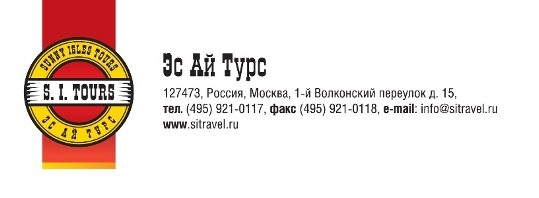 SUNNY ISLES TOURS
S. I. TOURS
ЭС АЙ ТУРС
Эс Ай Турс
127473, Россия, Москва, 1-й Волконский переулок д. 15,
тел. (495) 921-0117, факс (495) 921-0118, e-mail: info@sitravel.ru
www.sitravel.ru